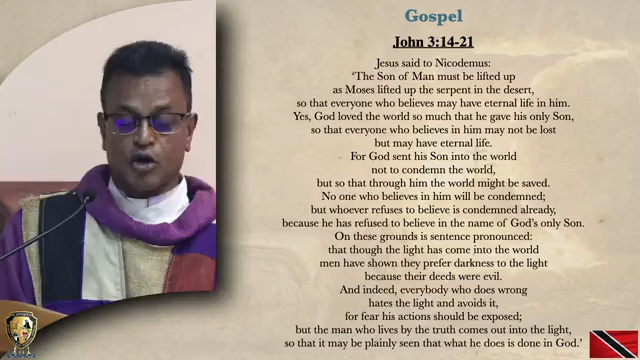 Gospel
John 3:14-21
Jesus said to Nicodemus:
‘The Son of Man must be lifted up
as Moses lifted up the serpent in the desert,
so that everyone who believes may have eternal life in him.
Yes, God loved the world so much that he gave his only Son,
so that everyone who believes in him may not be lost
but may have eternal life.
For God sent his Son into the world
not to condemn the world,
but so that through him the world might be saved.
No one who believes in him will be condemned;
but whoever refuses to believe is condemned already,
because he has refused to believe in the name of God’s only Son.
On these grounds is sentence pronounced:
that though the light has come into the world
men have shown they prefer darkness to the light
because their deeds were evil.
And indeed, everybody who does wrong
hates the light and avoids it,
for fear his actions should be exposed;
but the man who lives by the truth comes out into the light,
so that it may be plainly seen that what he does is done in God.’